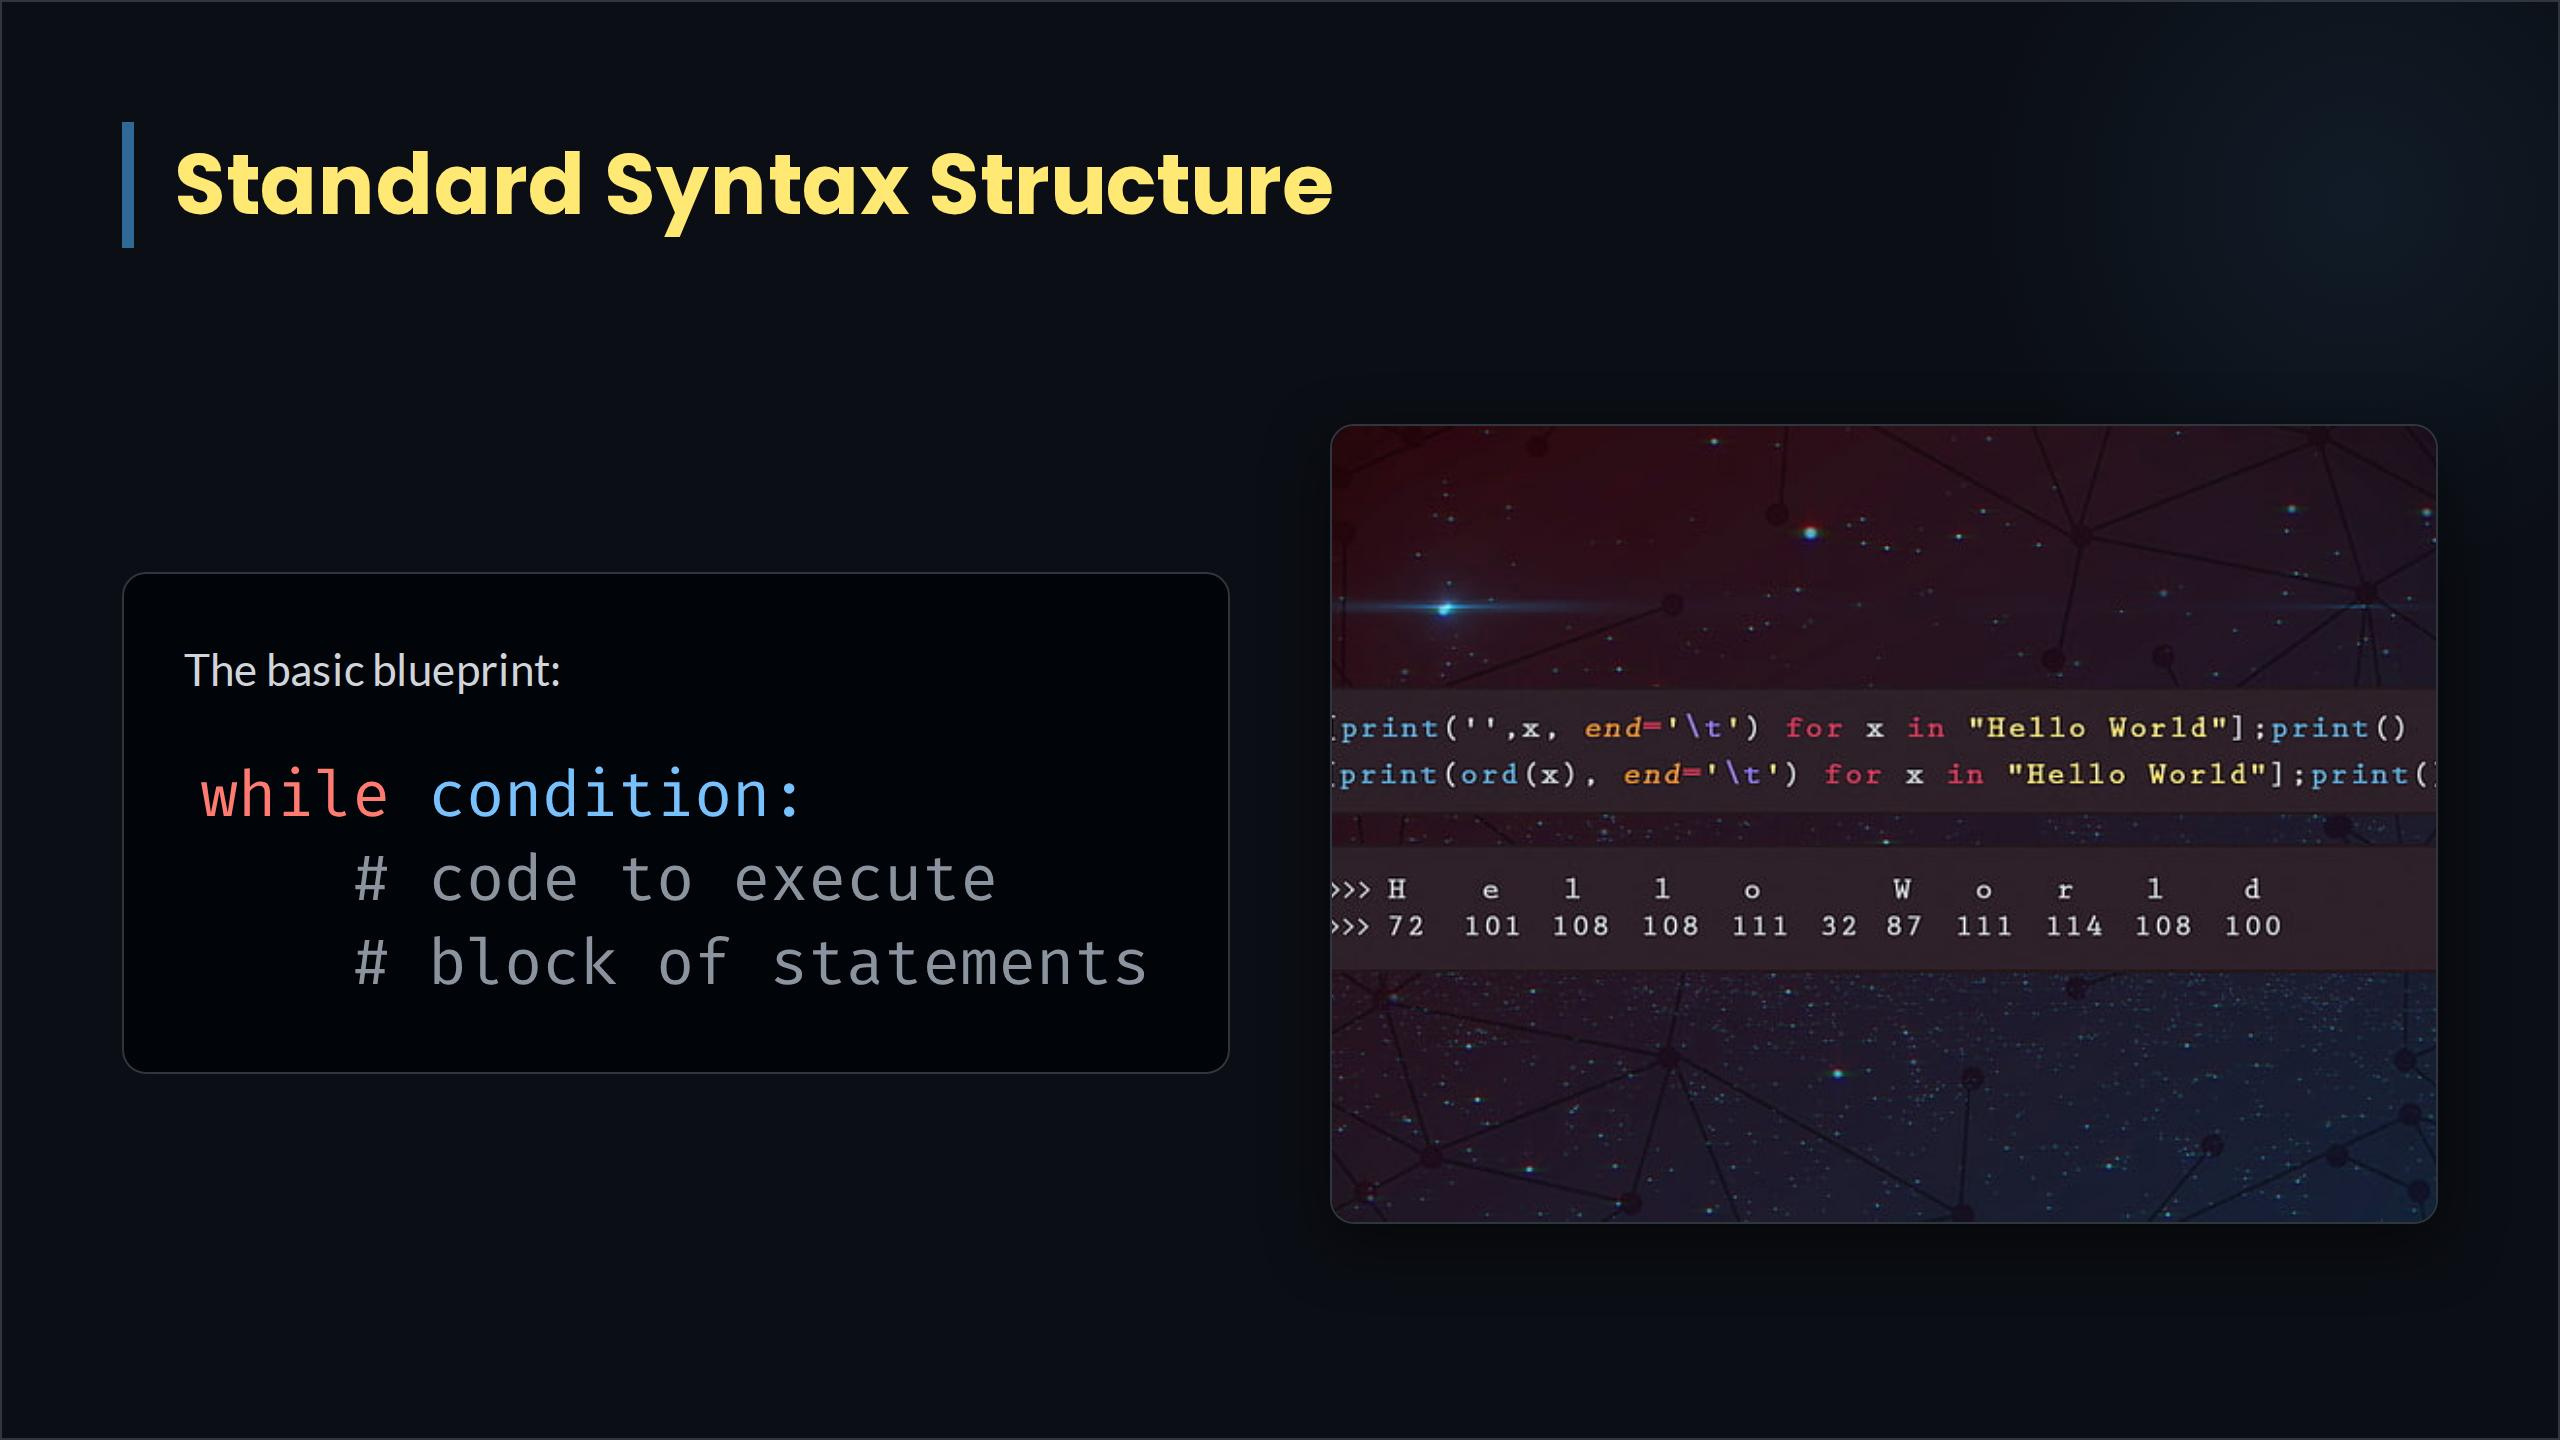 Standard Syntax Structure
The basic blueprint:
while condition:
    # code to execute
    # block of statements
[print('',x, end='\t') for x in "Hello World"];print()
[print(ord(x), end='\t') for x in "Hello World"];print()
>>> H e l l o W o r l d
>>> 72 101 108 108 111 32 87 111 114 108 100